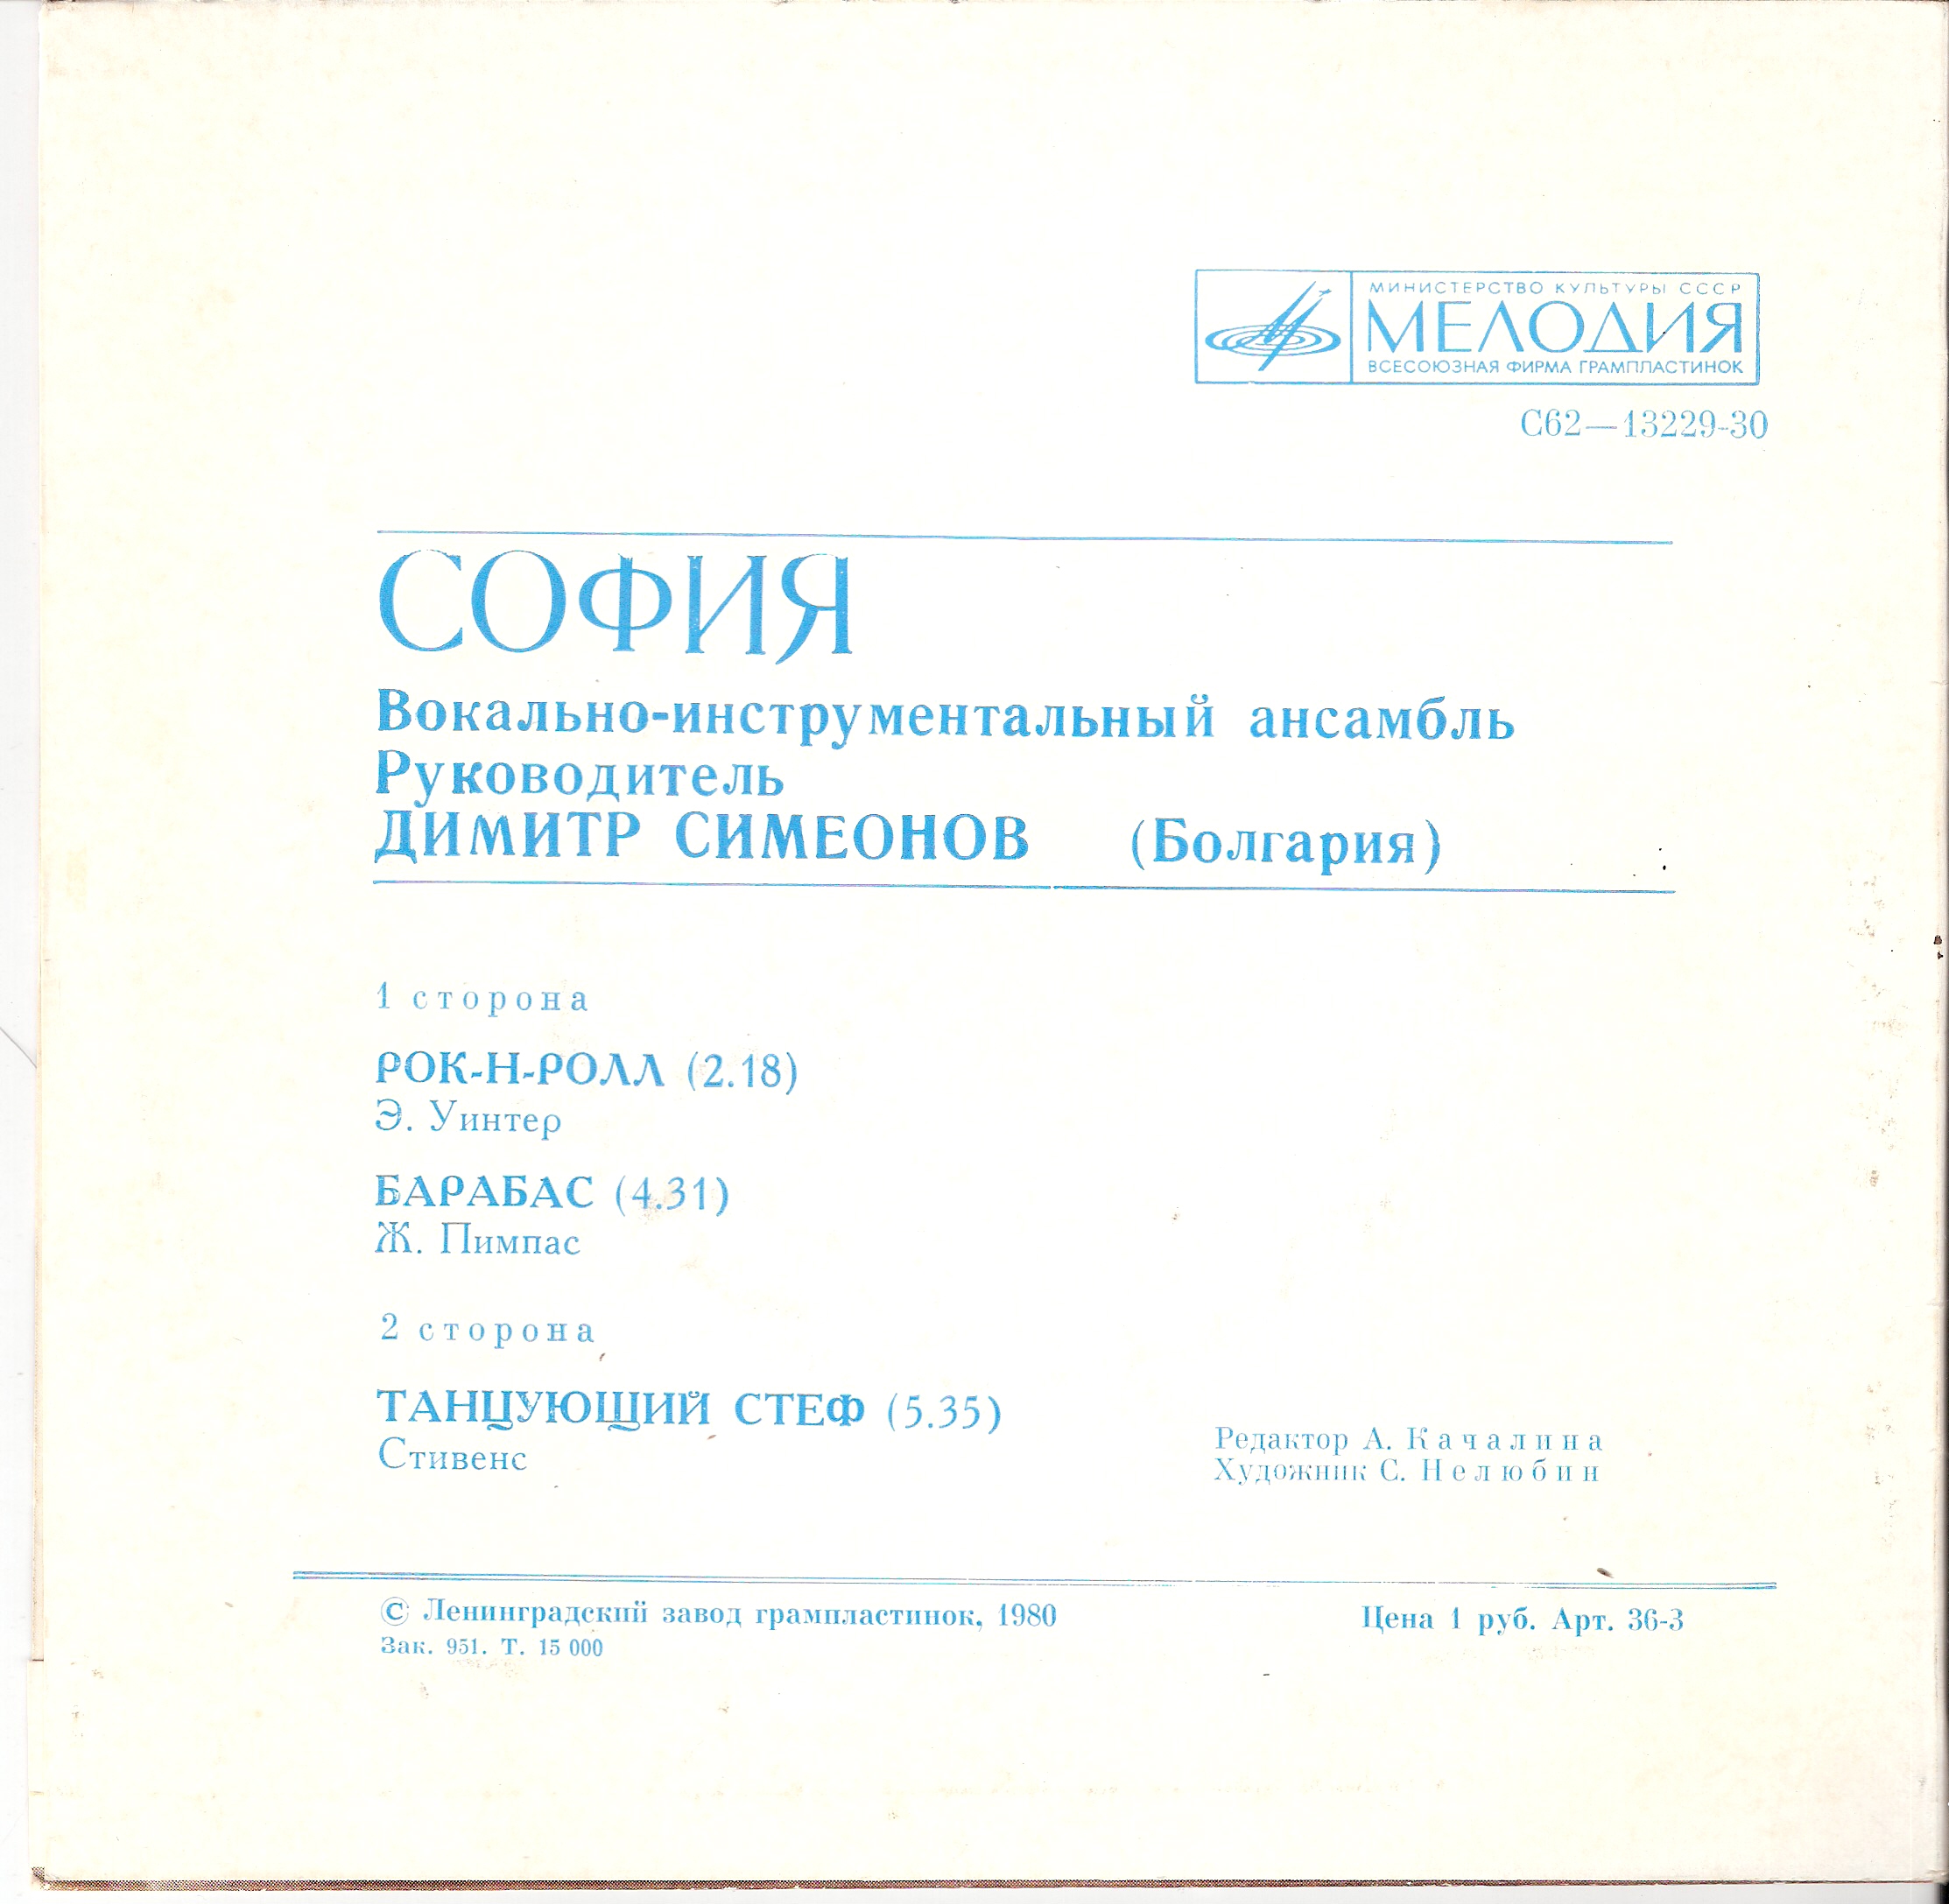 МИНИСТЕРСТВО КУЛЬТУРЫ СССР
МЕЛОДИЯ
ВСЕСОЮЗНАЯ ФИРМА ГРАМПЛАСТИНОК
С62—13229-30
СОФИЯ
Вокально-инструментальный ансамбль
Руководитель
ДИМИТР СИМЕОНОВ (Болгария)
1 сторона
РОК-Н-РОЛЛ (2.18)
Э. Уинтер
БАРАБАС (4.31)
Ж. Пимпас
2 сторона
ТАНЦУЮЩИЙ СТЕФ (5.35)
Стивенс
Редактор А. Качалина
Художник С. Нелюбин
© Ленинградский завод грампластинок, 1980
Зак. 951. Т. 15 000
Цена 1 руб. Арт. 36-3